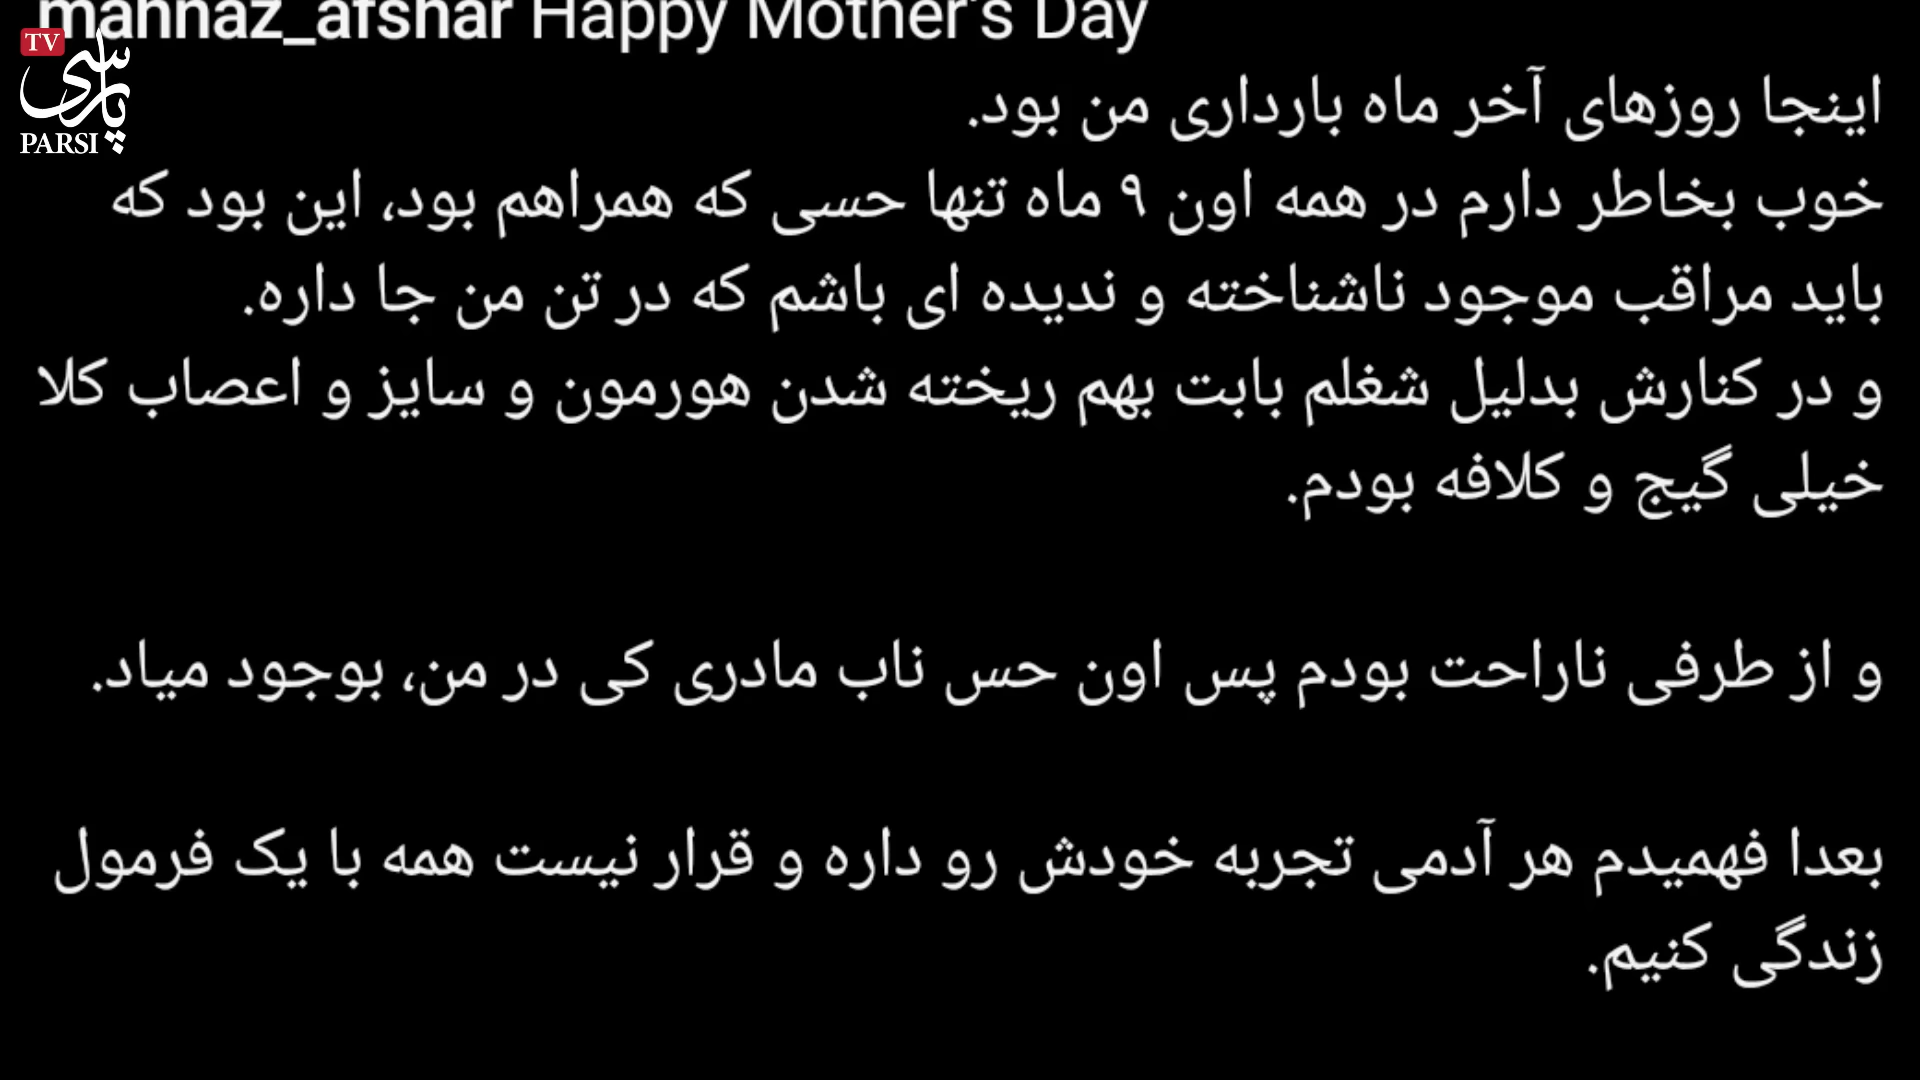 mahnaz_afshar Happy Mother's Day
TV
پارسی
PARSI
اینجا روزهای آخر ماه بارداری من بود.
خوب بخاطر دارم در همه اون ۹ ماه تنها حسی که همراهم بود، این بود که
باید مراقب موجود ناشناخته و ندیده ای باشم که در تن من جا داره.
و در کنارش بدلیل شغلم بابت بهم ریخته شدن هورمون و سایز و اعصاب کلا
خیلی گیج و کلافه بودم.
و از طرفی ناراحت بودم پس اون حس ناب مادری کی در من، بوجود میاد.
بعدا فهمیدم هر آدمی تجربه خودش رو داره و قرار نیست همه با یک فرمول
زندگی کنیم.